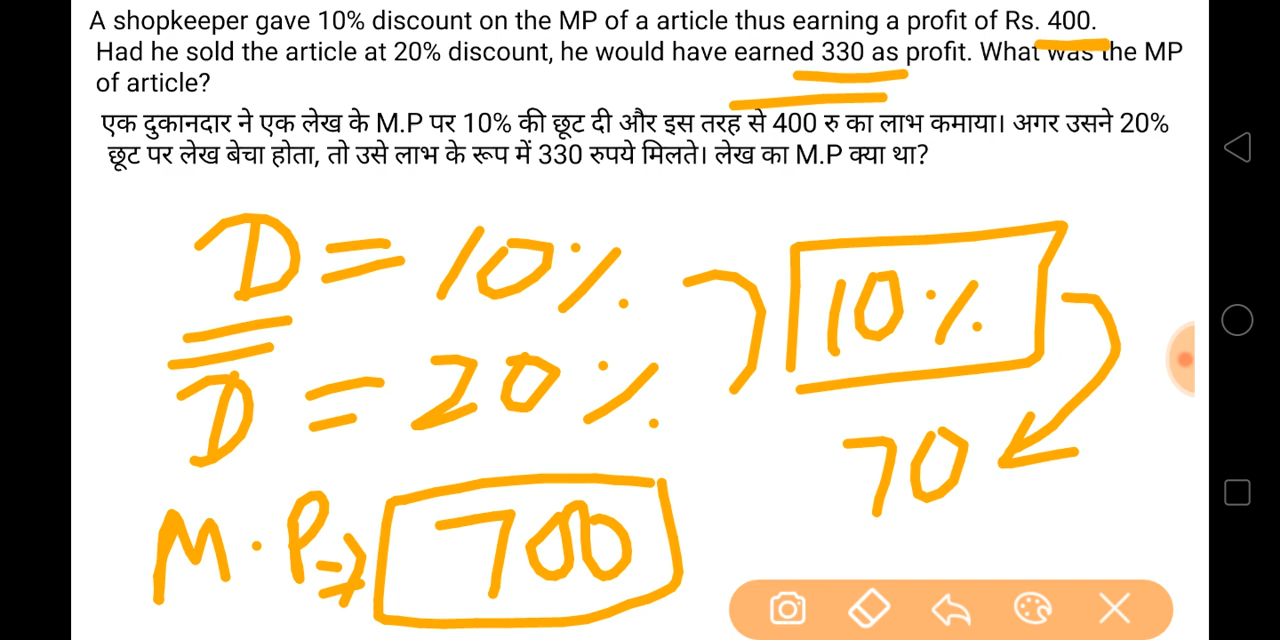 A shopkeeper gave 10% discount on the MP of a article thus earning a profit of Rs. 400.
Had he sold the article at 20% discount, he would have earned 330 as profit. What was the MP
of article?
एक दुकानदार ने एक लेख के M.P पर 10% की छूट दी और इस तरह से 400 रु का लाभ कमाया। अगर उसने 20%
छूट पर लेख बेचा होता, तो उसे लाभ के रूप में 330 रुपये मिलते। लेख का M.P क्या था?
D = 10%.
10%.
D = 20%.
70
M.P → 700